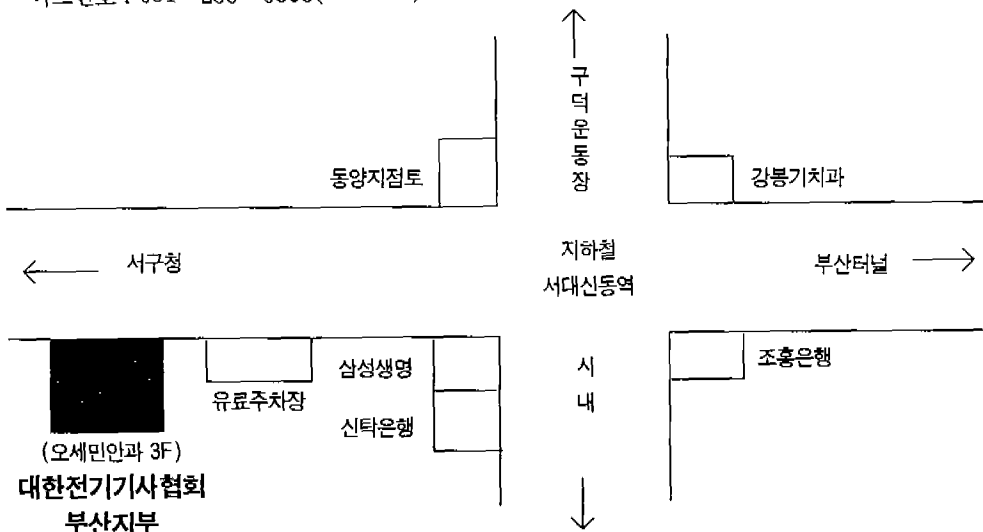 구덕운동장
동양지점토
강봉기치과
서구청
지하철
서대신동역
부산터널
삼성생명
신탁은행
유료주차장
시내
조흥은행
(오세민안과 3F)
대한전기기사협회
부산지부